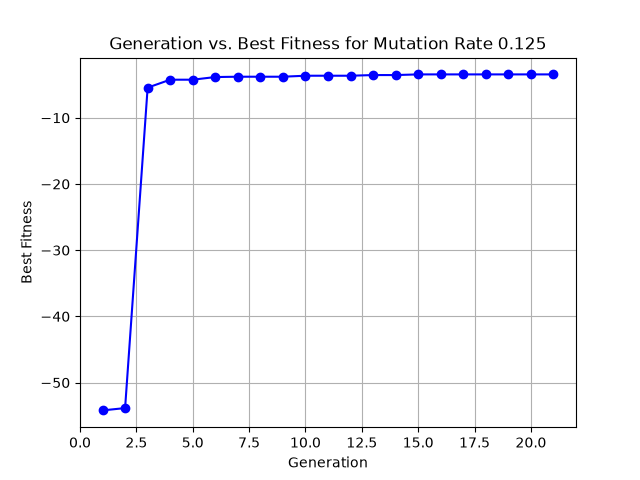 Generation vs. Best Fitness for Mutation Rate 0.125
Best Fitness
−10
−20
−30
−40
−50
0.0 2.5 5.0 7.5 10.0 12.5 15.0 17.5 20.0
Generation